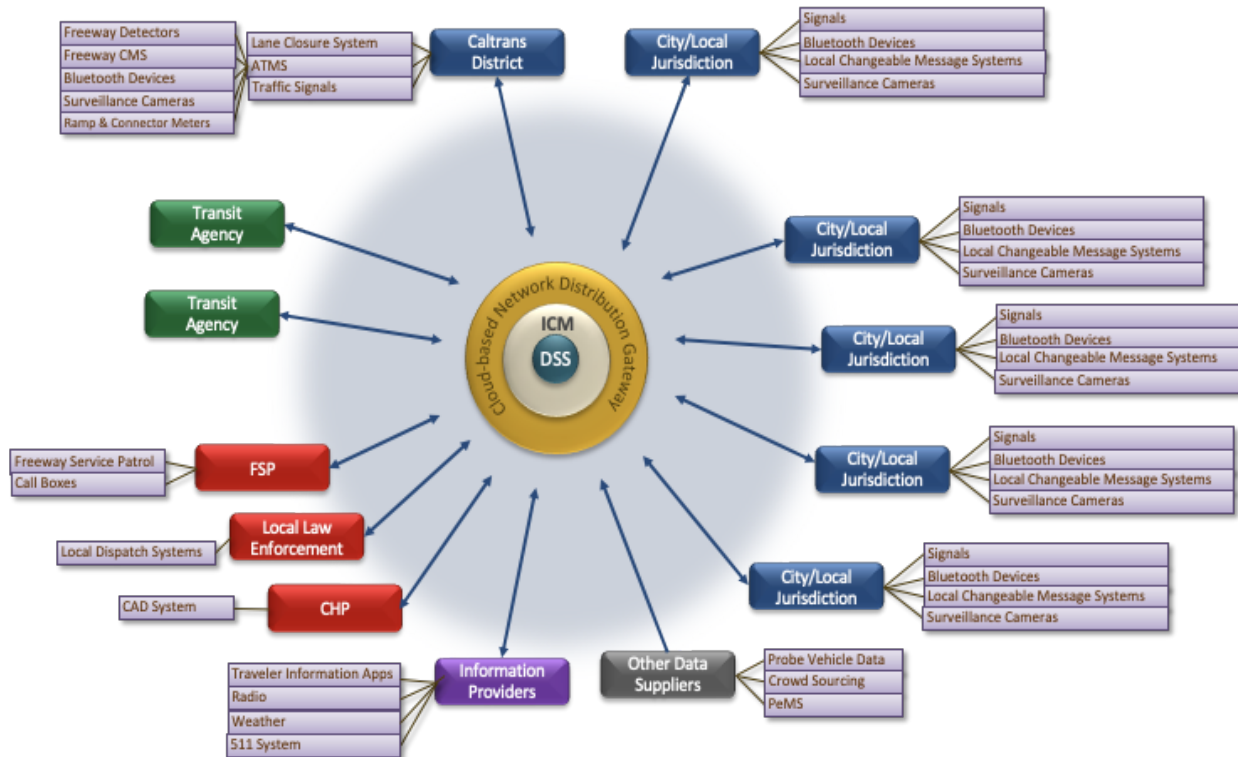 Freeway Detectors
Freeway CMS
Bluetooth Devices
Surveillance Cameras
Ramp & Connector Meters
Lane Closure System
ATMS
Traffic Signals
Caltrans
District
City/Local
Jurisdiction
Signals
Bluetooth Devices
Local Changeable Message Systems
Surveillance Cameras
Transit
Agency
City/Local
Jurisdiction
Signals
Bluetooth Devices
Local Changeable Message Systems
Surveillance Cameras
Transit
Agency
Cloud-based Network Distribution Gateway
ICM
DSS
City/Local
Jurisdiction
Signals
Bluetooth Devices
Local Changeable Message Systems
Surveillance Cameras
Freeway Service Patrol
Call Boxes
FSP
City/Local
Jurisdiction
Signals
Bluetooth Devices
Local Changeable Message Systems
Surveillance Cameras
Local Dispatch Systems
Local Law
Enforcement
City/Local
Jurisdiction
Signals
Bluetooth Devices
Local Changeable Message Systems
Surveillance Cameras
CAD System
CHP
Traveler Information Apps
Radio
Weather
511 System
Information
Providers
Other Data
Suppliers
Probe Vehicle Data
Crowd Sourcing
PeMS